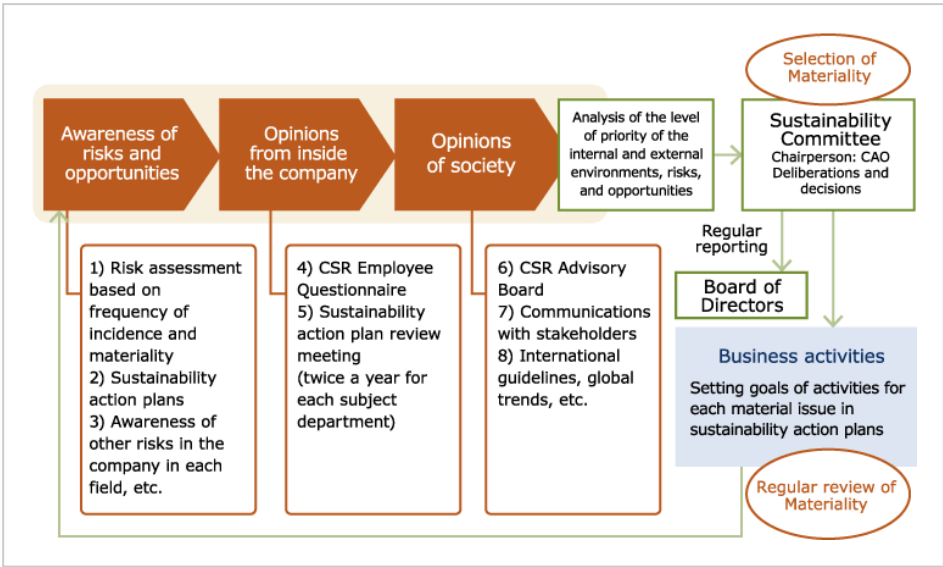 Selection of
Materiality
Awareness of
risks and
opportunities
Opinions
from inside
the company
Opinions
of society
Analysis of the level
of priority of the
internal and external
environments, risks,
and opportunities
Sustainability
Committee
Chairperson: CAO
Deliberations and
decisions
Regular
reporting
Board of
Directors
1) Risk assessment
based on
frequency of
incidence and
materiality
2) Sustainability
action plans
3) Awareness of
other risks in the
company in each
field, etc.
4) CSR Employee
Questionnaire
5) Sustainability
action plan review
meeting
(twice a year for
each subject
department)
6) CSR Advisory
Board
7) Communications
with stakeholders
8) International
guidelines, global
trends, etc.
Business activities
Setting goals of activities for
each material issue in
sustainability action plans
Regular review of
Materiality